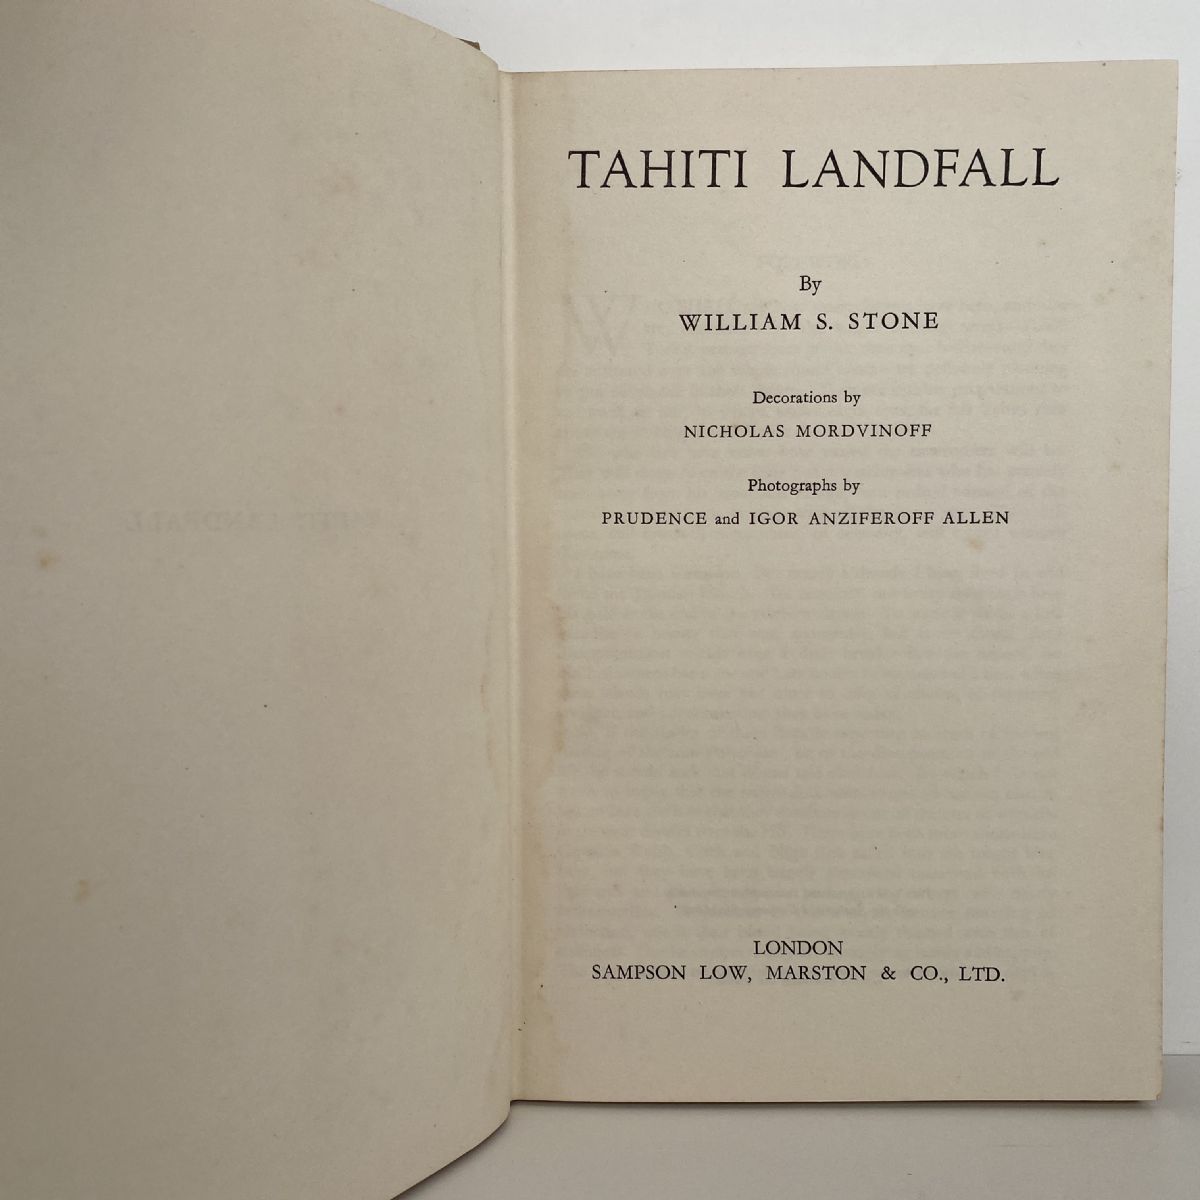 TAHITI LANDFALL
By
WILLIAM S. STONE
Decorations by
NICHOLAS MORDVINOFF
Photographs by
PRUDENCE and IGOR ANZIFEROFF ALLEN
LONDON
SAMPSON LOW, MARSTON & CO., LTD.